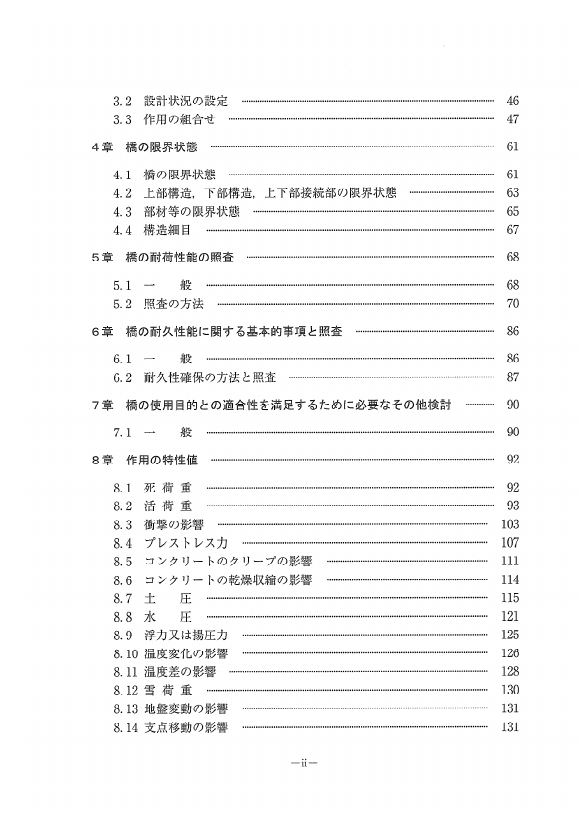 3.2 設計状況の設定 46
3.3 作用の組合せ 47
4章 橋の限界状態 61
4.1 橋の限界状態 61
4.2 上部構造，下部構造，上下部接続部の限界状態 63
4.3 部材等の限界状態 65
4.4 構造細目 67
5章 橋の耐荷性能の照査 68
5.1 一　般 68
5.2 照査の方法 70
6章 橋の耐久性能に関する基本的事項と照査 86
6.1 一　般 86
6.2 耐久性確保の方法と照査 87
7章 橋の使用目的との適合性を満足するために必要なその他検討 90
7.1 一　般 90
8章 作用の特性値 92
8.1 死 荷 重 92
8.2 活 荷 重 93
8.3 衝撃の影響 103
8.4 プレストレス力 107
8.5 コンクリートのクリープの影響 111
8.6 コンクリートの乾燥収縮の影響 114
8.7 土　圧 115
8.8 水　圧 121
8.9 浮力又は揚圧力 125
8.10 温度変化の影響 126
8.11 温度差の影響 128
8.12 雪 荷 重 130
8.13 地盤変動の影響 131
8.14 支点移動の影響 131
—ii—